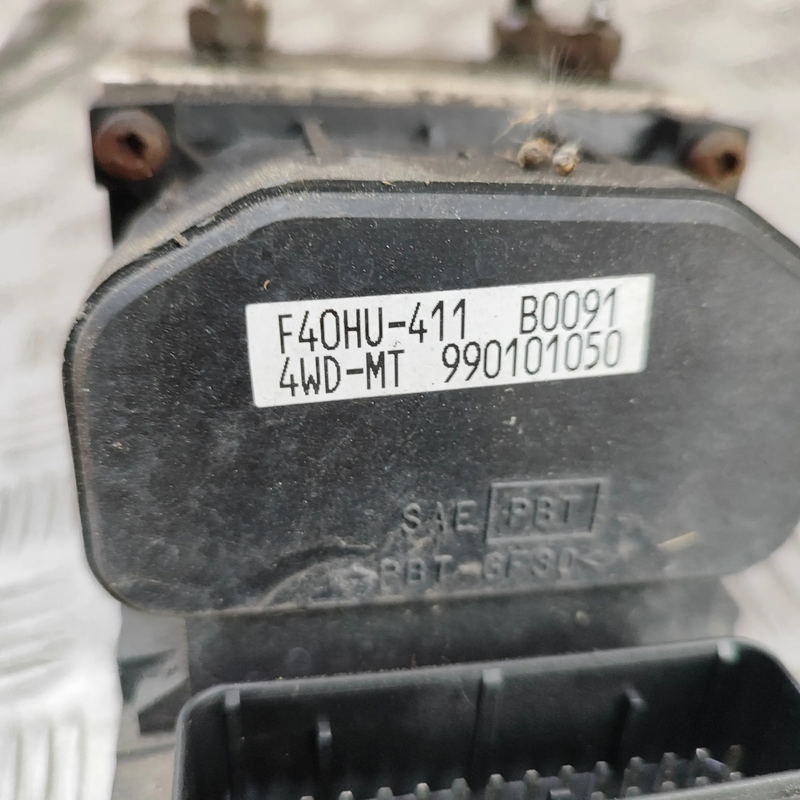 F40HU-411 B0091
4WD-MT 990101050
SAE PBT
>PBT-GF30<